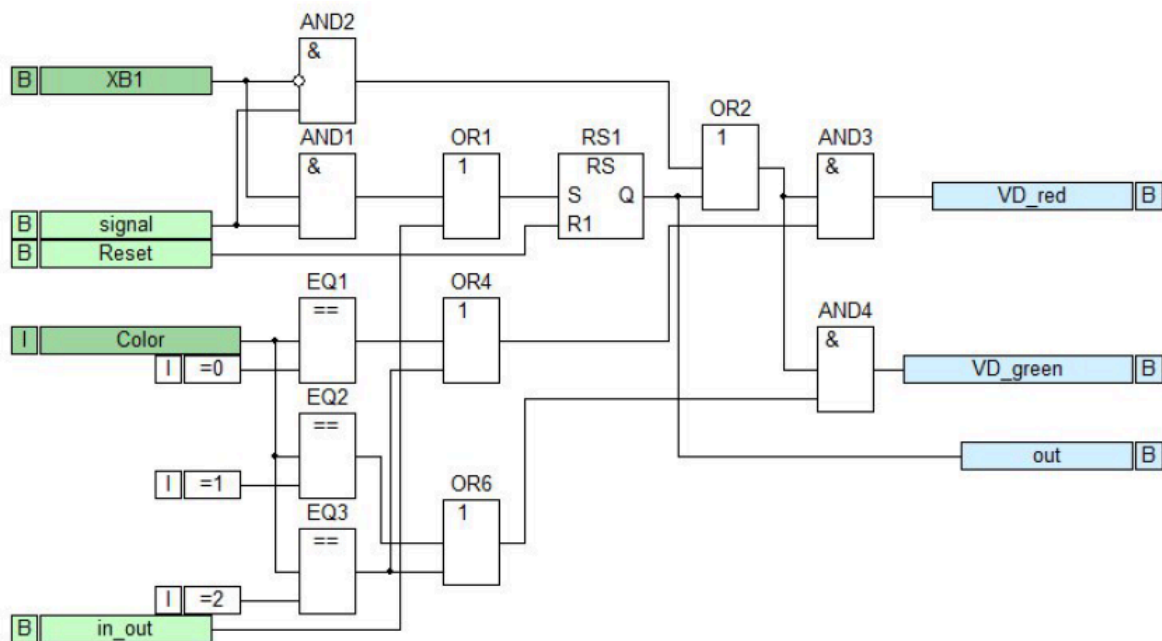 AND2
&
B XB1
OR2
1
AND1
&
OR1
1
RS1
RS
S Q
R1
AND3
&
VD_red B
B signal
B Reset
EQ1
==
OR4
1
I Color
I =0
AND4
&
VD_green B
EQ2
==
out B
I =1
OR6
1
EQ3
==
I =2
B in_out